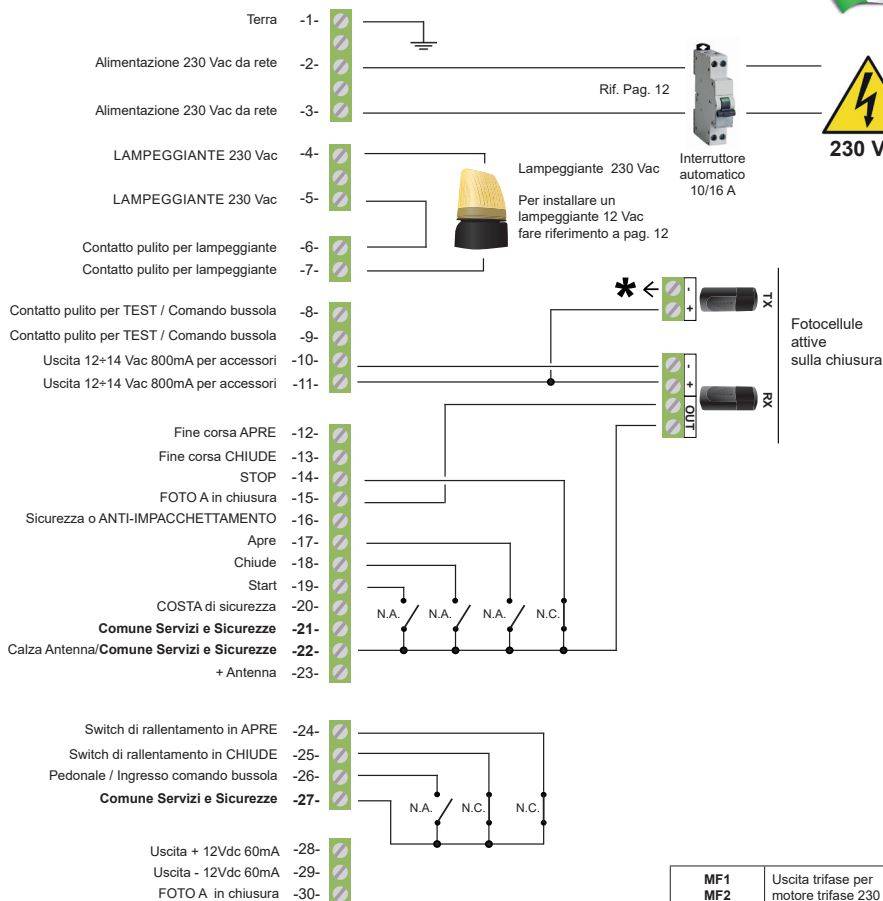 Terra -1-
Alimentazione 230 Vac da rete -2-
Rif. Pag. 12
Alimentazione 230 Vac da rete -3-
230 V
Interruttore
automatico
10/16 A
LAMPEGGIANTE 230 Vac -4-
LAMPEGGIANTE 230 Vac -5-
Lampeggiante 230 Vac
Per installare un
lampeggiante 12 Vac
fare riferimento a pag. 12
Contatto pulito per lampeggiante -6-
Contatto pulito per lampeggiante -7-
Contatto pulito per TEST / Comando bussola -8-
Contatto pulito per TEST / Comando bussola -9-
Uscita 12÷14 Vac 800mA per accessori -10-
Uscita 12÷14 Vac 800mA per accessori -11-
* - + TX
- + OUT RX
Fotocellule
attive
sulla chiusura
Fine corsa APRE -12-
Fine corsa CHIUDE -13-
STOP -14-
FOTO A in chiusura -15-
Sicurezza o ANTI-IMPACCHETTAMENTO -16-
Apre -17-
Chiude -18-
Start -19-
COSTA di sicurezza -20-
N.A. N.A. N.A. N.C.
Comune Servizi e Sicurezze -21-
Calza Antenna/Comune Servizi e Sicurezze -22-
+ Antenna -23-
Switch di rallentamento in APRE -24-
Switch di rallentamento in CHIUDE -25-
Pedonale / Ingresso comando bussola -26-
Comune Servizi e Sicurezze -27-
N.A. N.C. N.C.
Uscita + 12Vdc 60mA -28-
Uscita - 12Vdc 60mA -29-
FOTO A in chiusura -30-
MF1 Uscita trifase per
MF2 motore trifase 230